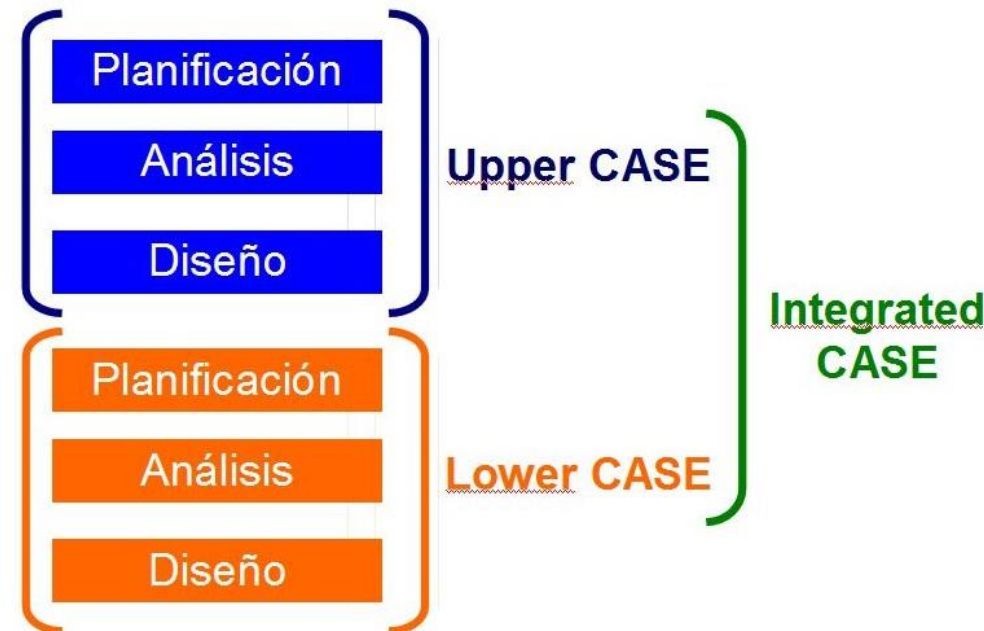 Planificación
Análisis
Diseño
Upper CASE
Planificación
Análisis
Diseño
Lower CASE
Integrated
CASE